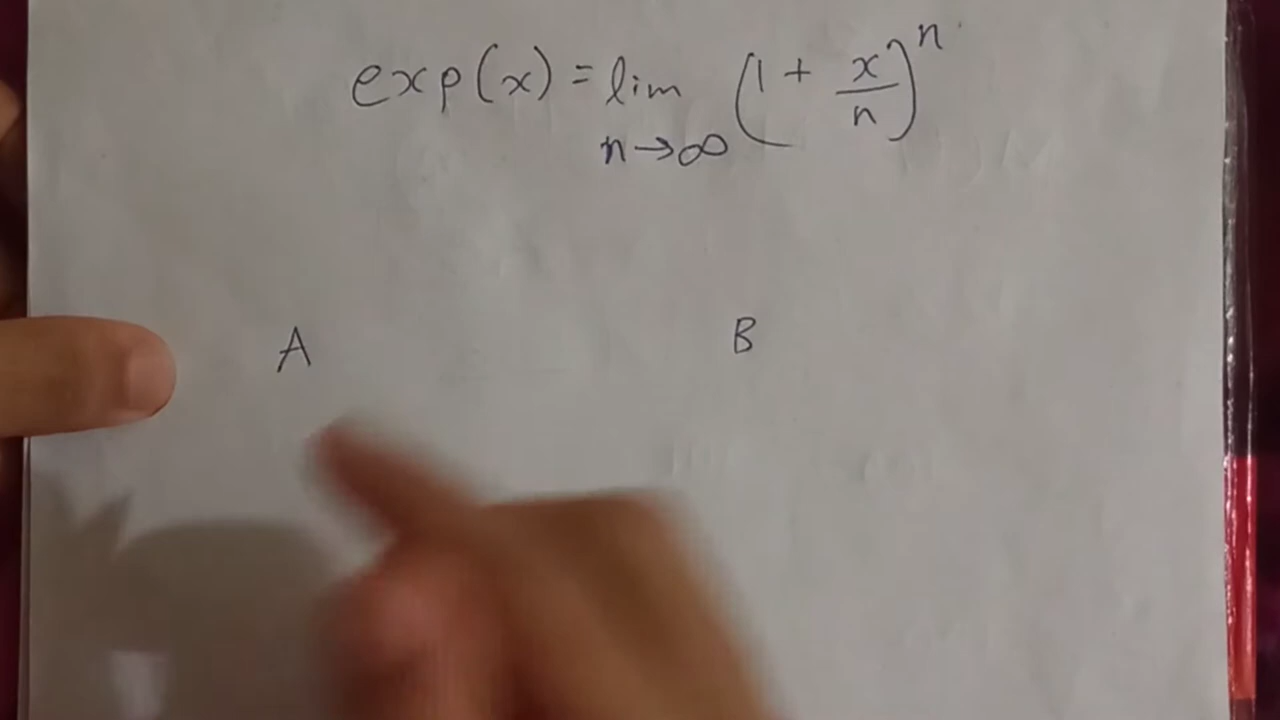 exp(x) = lim n→∞ (1 + x/n)^n
A B